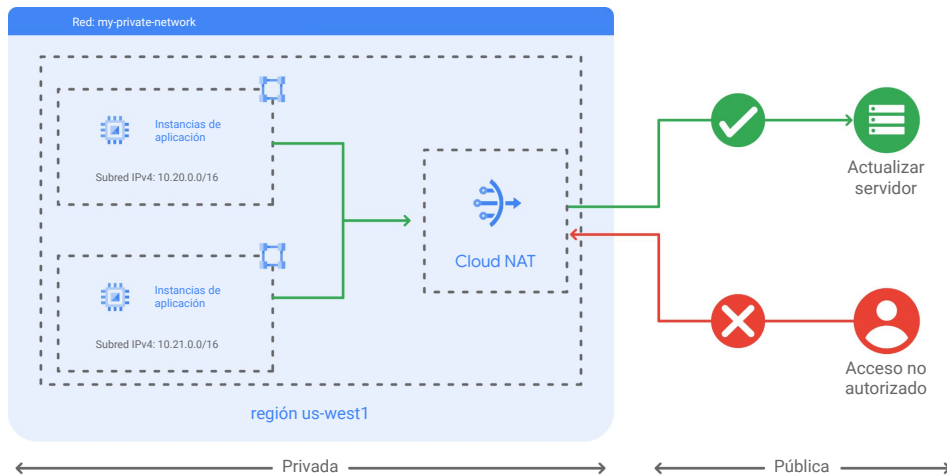 Red: my-private-network
Instancias de
aplicación
Subred IPv4: 10.20.0.0/16
Instancias de
aplicación
Subred IPv4: 10.21.0.0/16
Cloud NAT
región us-west1
Actualizar
servidor
Acceso no
autorizado
Privada
Pública